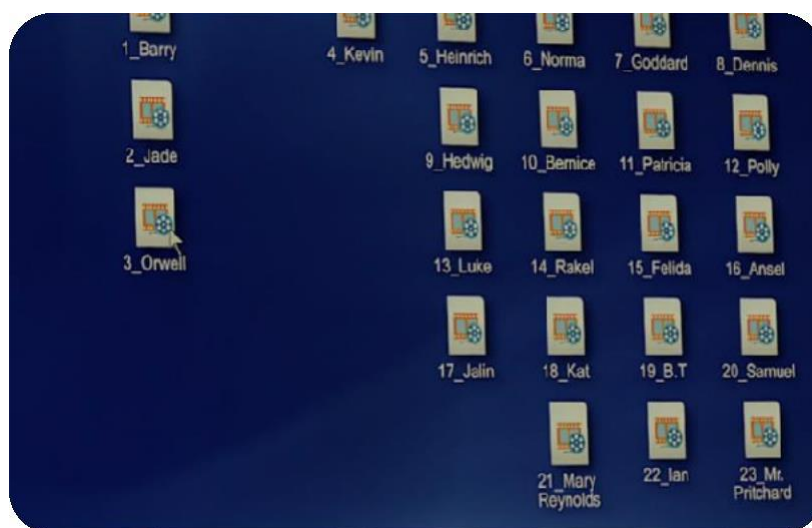 1_Barry
4_Kevin
5_Heinrich
6_Norma
7_Goddard
8_Dennis
2_Jade
9_Hedwig
10_Bernice
11_Patricia
12_Polly
3_Orwell
13_Luke
14_Rakel
15_Felida
16_Ansel
17_Jalin
18_Kat
19_B.T
20_Samuel
21_Mary
Reynolds
22_Ian
23_Mr.
Pritchard